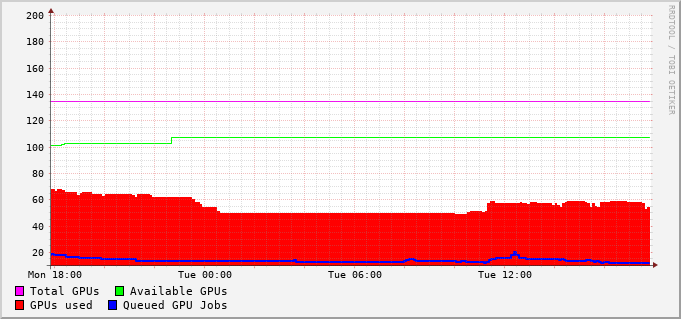 200
180
160
140
120
100
80
60
40
20
Mon 18:00 Tue 00:00 Tue 06:00 Tue 12:00
Total GPUs Available GPUs
GPUs used Queued GPU Jobs
RRDTOOL / TOBI OETIKER